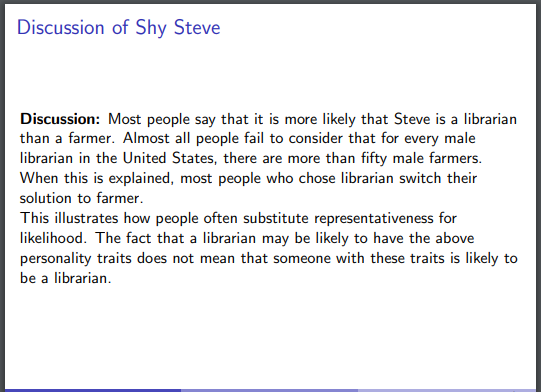 Discussion of Shy Steve
Discussion: Most people say that it is more likely that Steve is a librarian
than a farmer. Almost all people fail to consider that for every male
librarian in the United States, there are more than fifty male farmers.
When this is explained, most people who chose librarian switch their
solution to farmer.
This illustrates how people often substitute representativeness for
likelihood. The fact that a librarian may be likely to have the above
personality traits does not mean that someone with these traits is likely to
be a librarian.